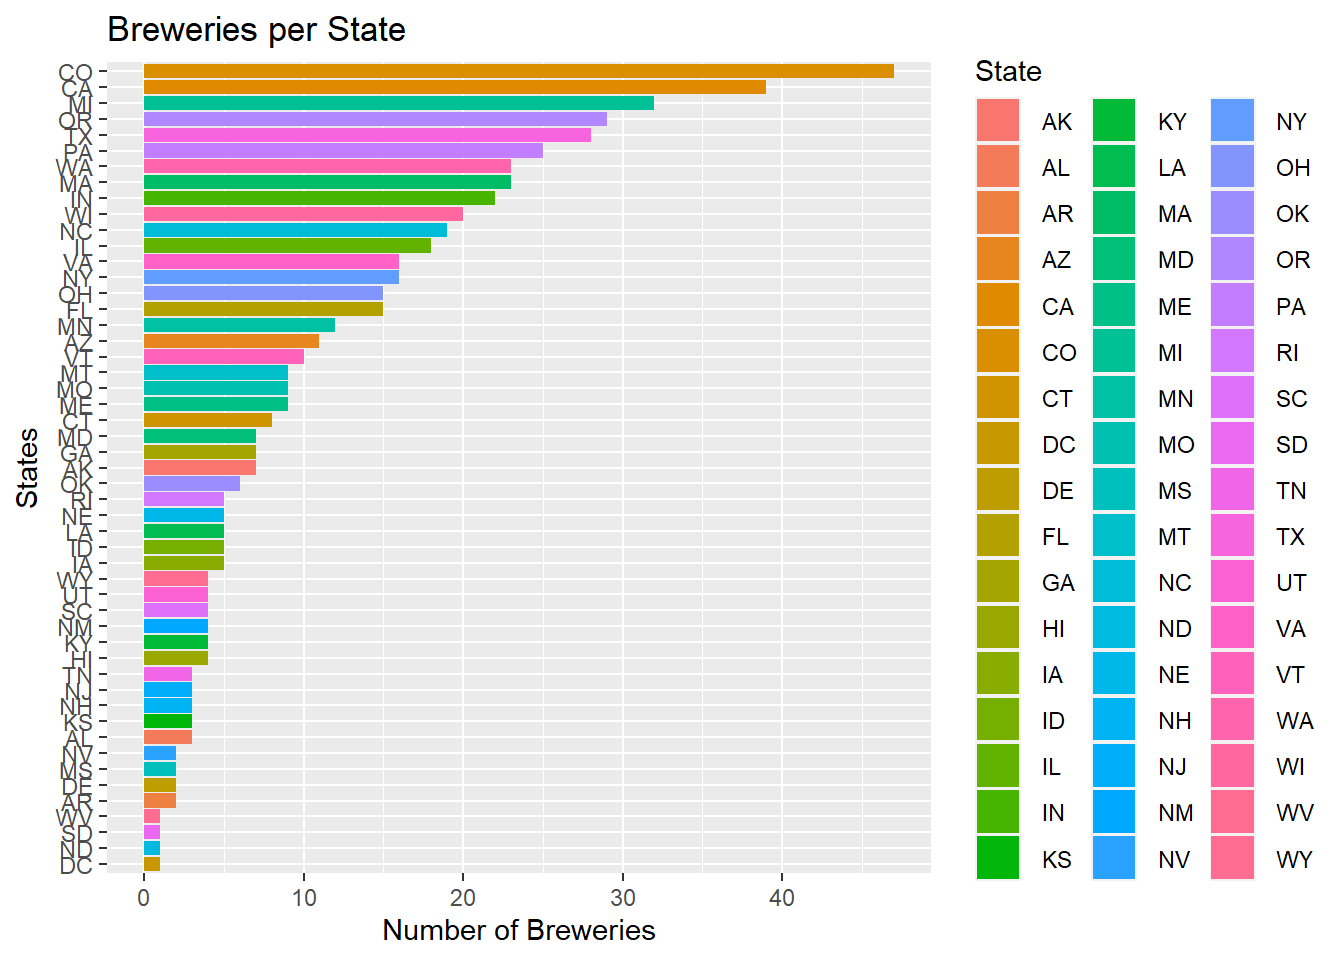 Breweries per State
States
CO
CA
MI
OR
TX
PA
WA
MA
IN
WI
NC
IL
VA
NY
OH
FL
MN
AZ
VT
MT
MO
ME
CT
MD
GA
AK
OK
RI
NE
LA
ID
IA
WY
UT
SC
NM
KY
HI
TN
NJ
NH
KS
AL
NV
MS
DE
AR
WV
SD
ND
DC
0 10 20 30 40
Number of Breweries
State
AK KY NY
AL LA OH
AR MA OK
AZ MD OR
CA ME PA
CO MI RI
CT MN SC
DC MO SD
DE MS TN
FL MT TX
GA NC UT
HI ND VA
IA NE VT
ID NH WA
IL NJ WI
IN NM WV
KS NV WY